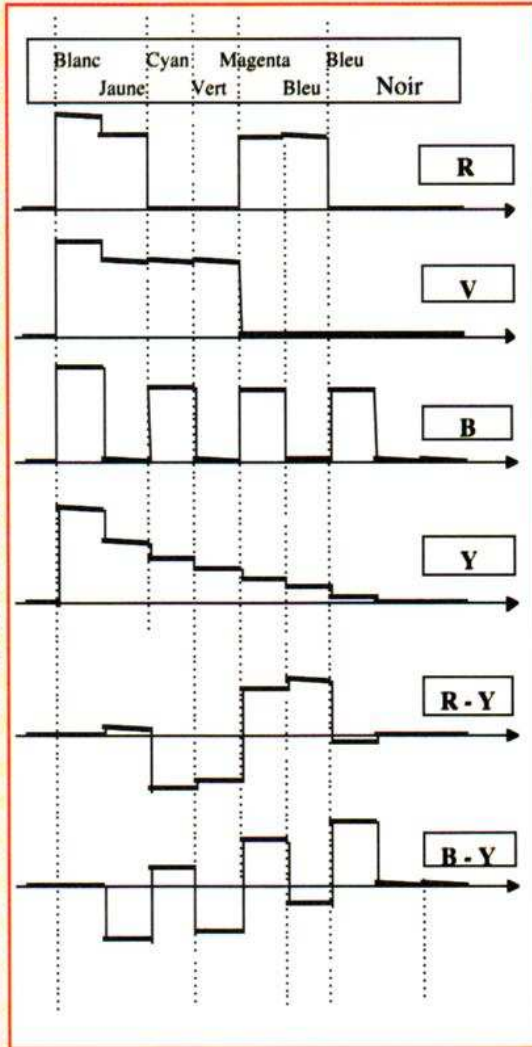 Blanc Cyan Magenta Bleu
Jaune Vert Bleu Noir
R
V
B
Y
R - Y
B - Y